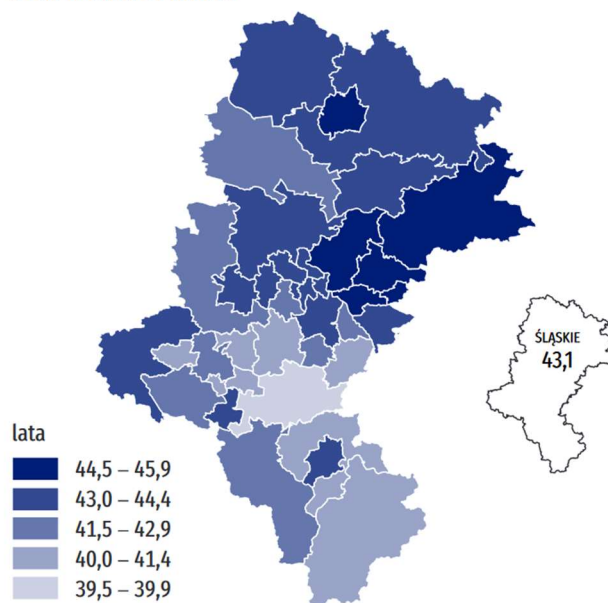 ŚLĄSKIE
43,1
lata
44,5 – 45,9
43,0 – 44,4
41,5 – 42,9
40,0 – 41,4
39,5 – 39,9